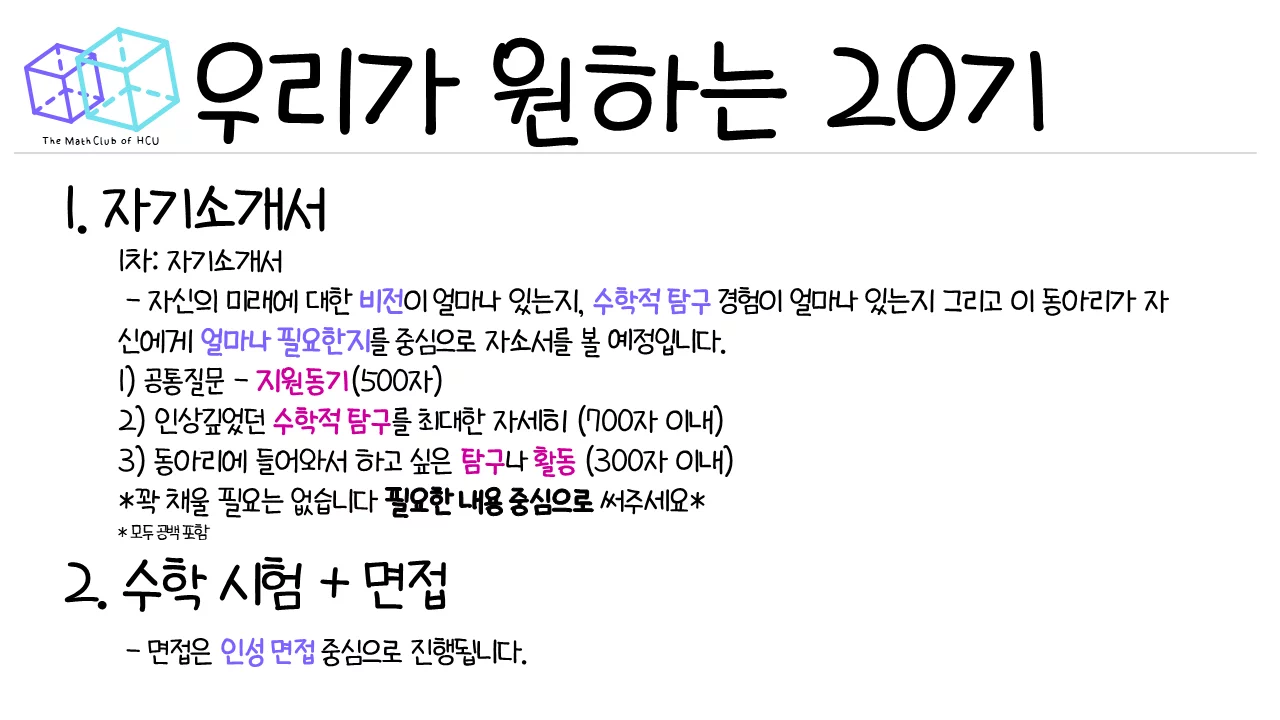 우리가 원하는 20기
The MathClub of HCU
1. 자기소개서
1차: 자기소개서
- 자신의 미래에 대한 비전이 얼마나 있는지, 수학적 탐구 경험이 얼마나 있는지 그리고 이 동아리가 자
신에게 얼마나 필요한지를 중심으로 자소서를 볼 예정입니다.
1) 공통질문 - 지원동기(500자)
2) 인상깊었던 수학적 탐구를 최대한 자세히 (700자 이내)
3) 동아리에 들어와서 하고 싶은 탐구나 활동 (300자 이내)
*꽉 채울 필요는 없습니다 필요한 내용 중심으로 써주세요*
* 모두 공백 포함
2. 수학 시험 + 면접
- 면접은 인성 면접 중심으로 진행됩니다.